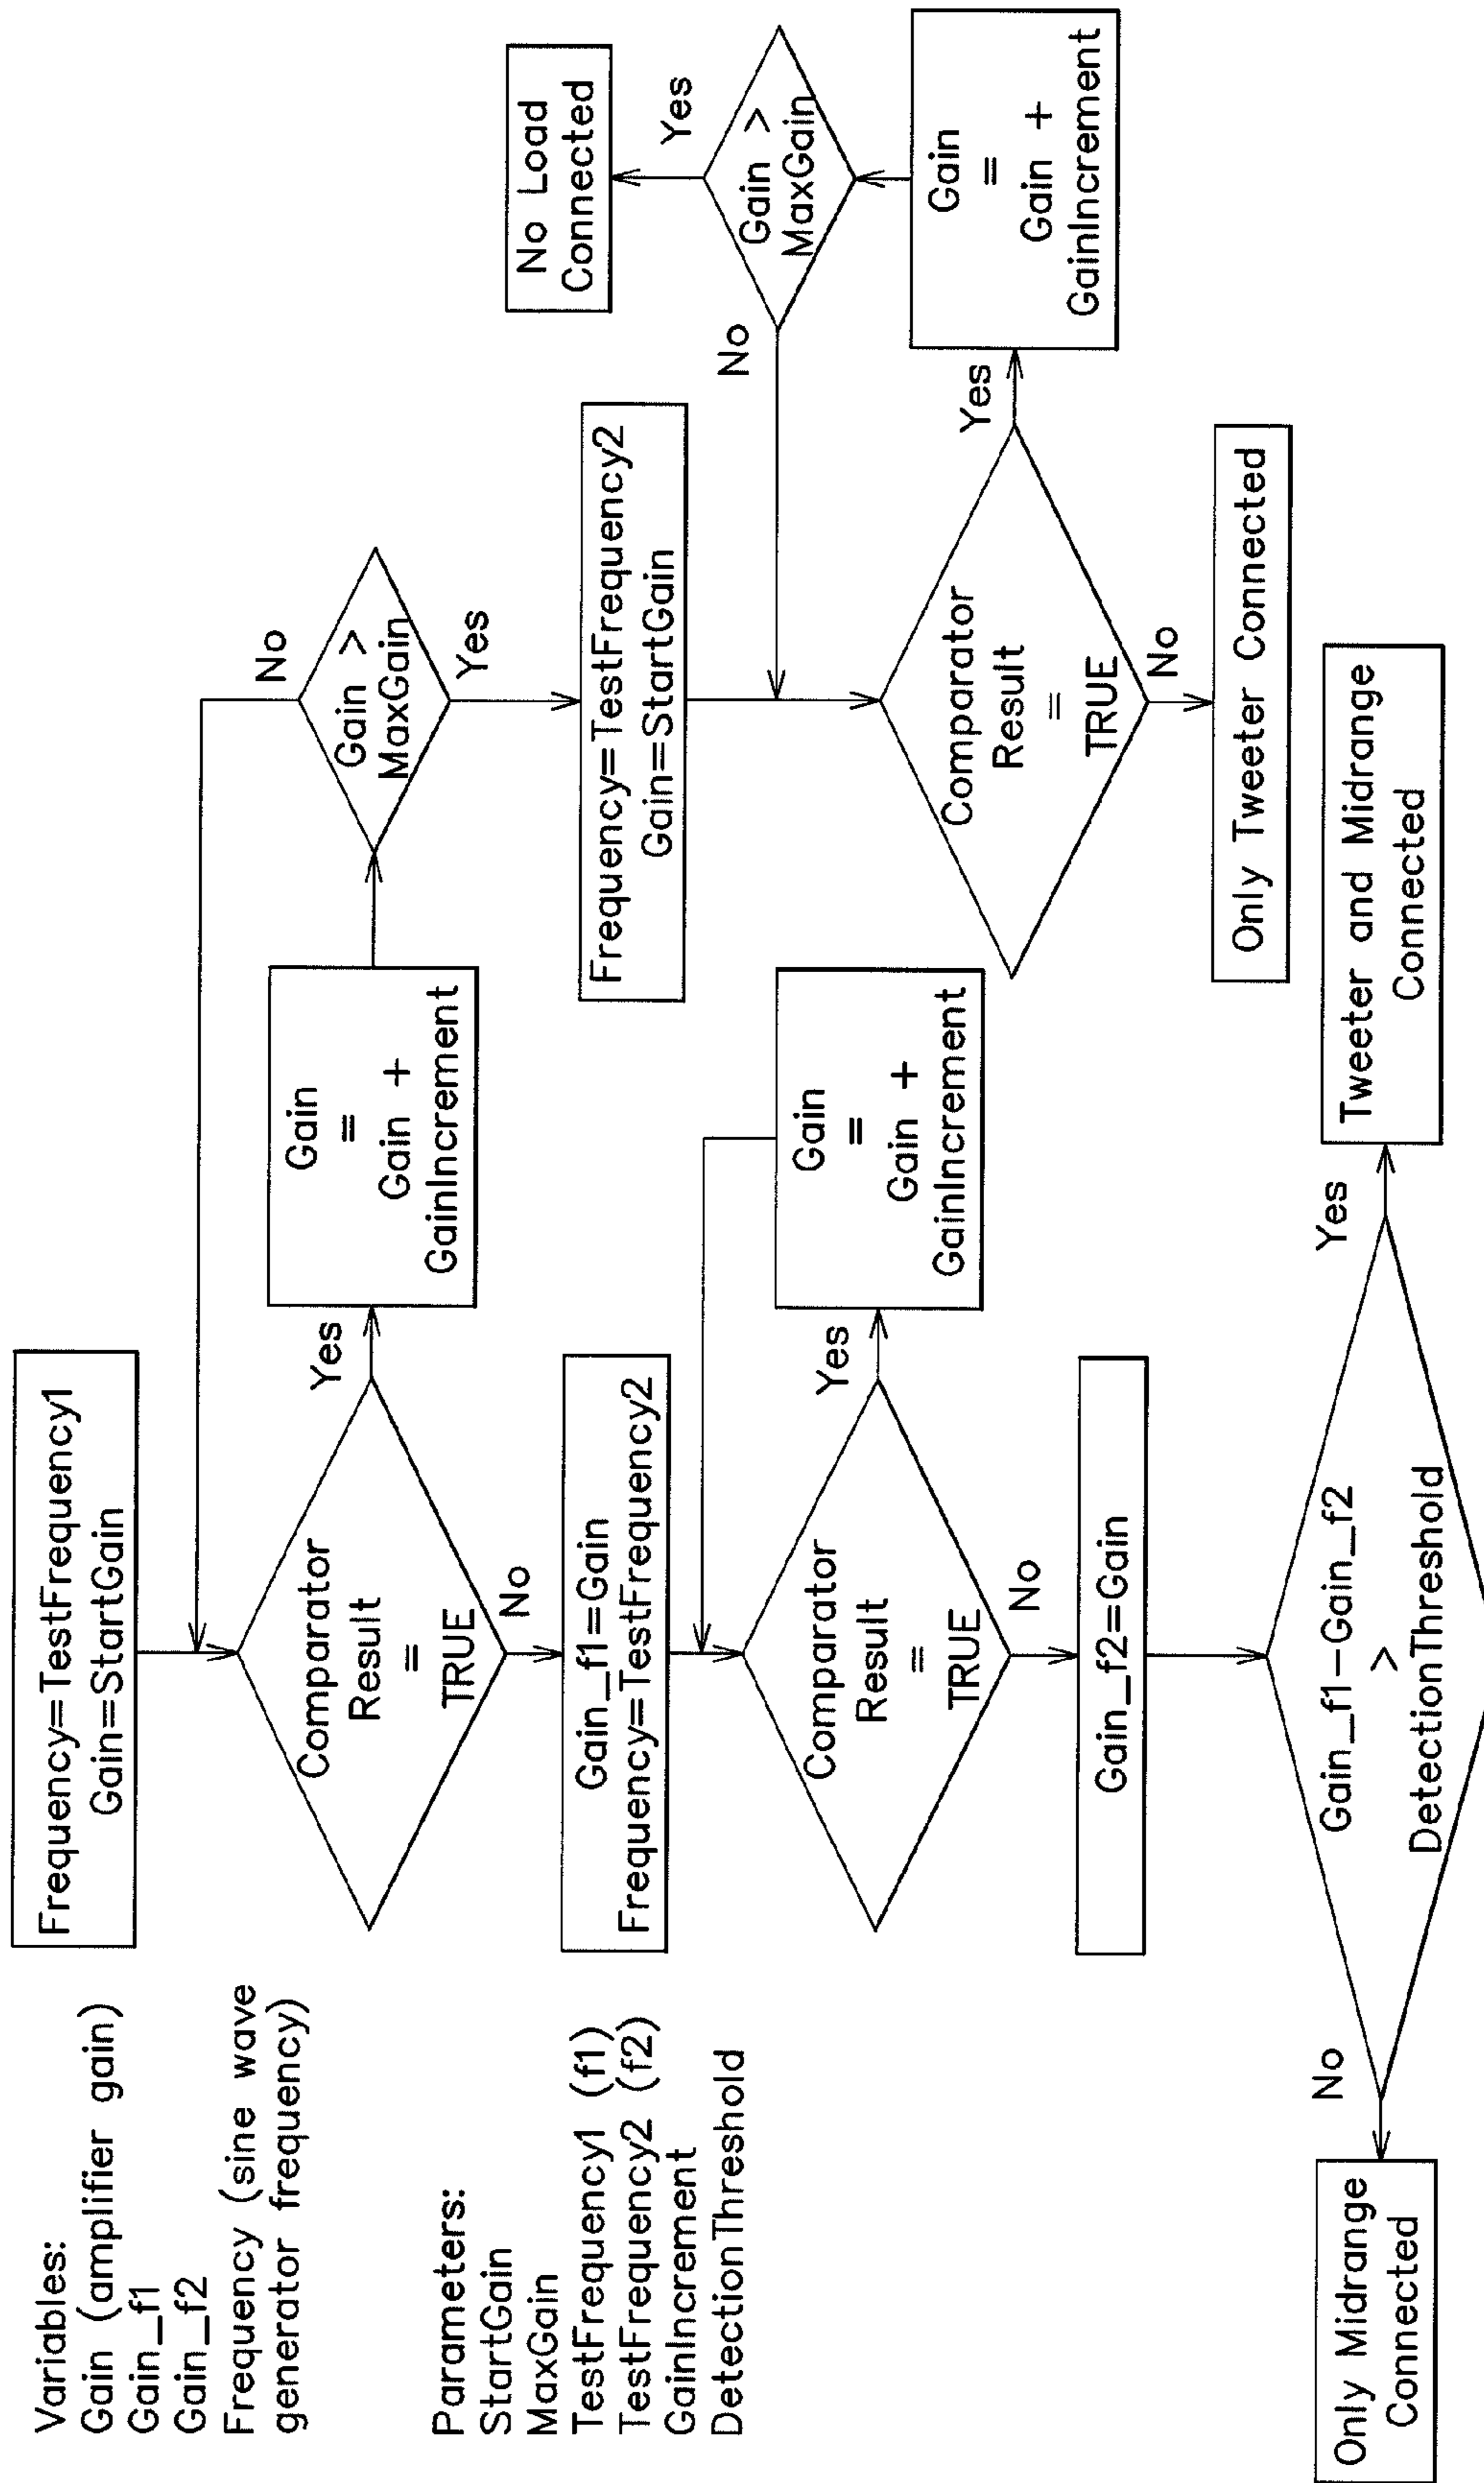 Variables:
Gain (amplifier gain)
Gain_f1
Gain_f2
Frequency (sine wave
generator frequency)
Parameters:
StartGain
MaxGain
TestFrequency1 (f1)
TestFrequency2 (f2)
GainIncrement
DetectionThreshold
Frequency=TestFrequency1
Gain=StartGain
Comparator
Result
=
TRUE
Yes
No
Gain
=
Gain +
GainIncrement
Gain >
MaxGain
No
Yes
Gain_f1=Gain
Frequency=TestFrequency2
Comparator
Result
=
TRUE
Yes
No
Gain
=
Gain +
GainIncrement
Gain_f2=Gain
Gain_f1-Gain_f2
>
DetectionThreshold
No
Yes
Only Midrange
Connected
Tweeter and Midrange
Connected
Frequency=TestFrequency2
Gain=StartGain
Comparator
Result
=
TRUE
Yes
No
Only Tweeter Connected
Gain
=
Gain +
GainIncrement
Gain >
MaxGain
No
Yes
No Load
Connected